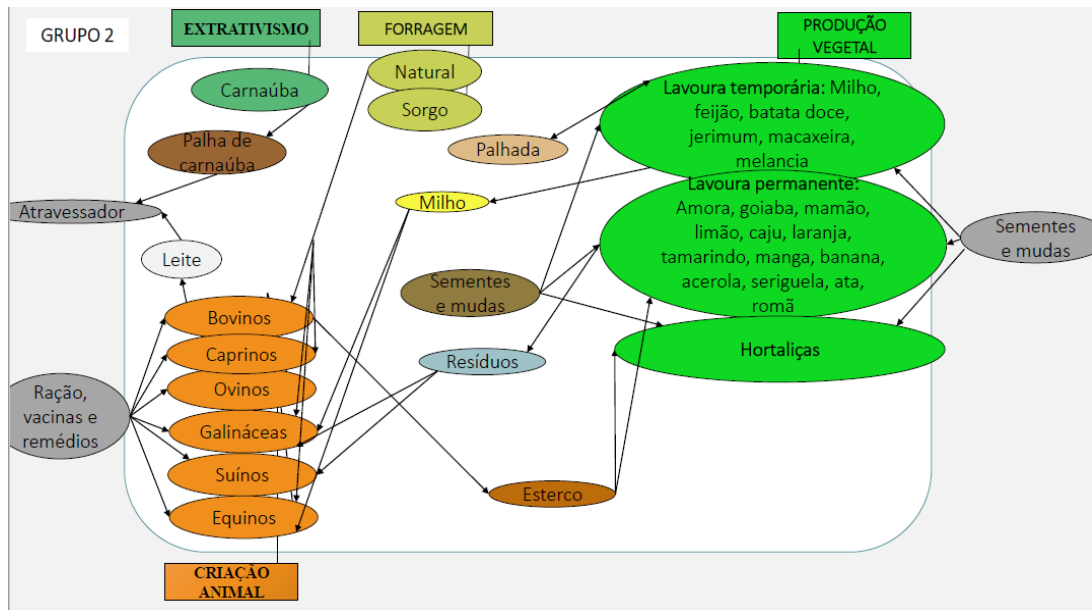 GRUPO 2
EXTRATIVISMO
FORRAGEM
PRODUÇÃO
VEGETAL
Natural
Sorgo
Carnaúba
Lavoura temporária: Milho,
feijão, batata doce,
jerimum, macaxeira,
melancia
Palha de
carnaúba
Palhada
Lavoura permanente:
Amora, goiaba, mamão,
limão, caju, laranja,
tamarindo, manga, banana,
acerola, seriguela, ata,
romã
Milho
Atravessador
Sementes
e mudas
Leite
Sementes
e mudas
Bovinos
Caprinos
Ovinos
Galináceas
Suínos
Equinos
Resíduos
Hortaliças
Ração,
vacinas e
remédios
Esterco
CRIAÇÃO
ANIMAL